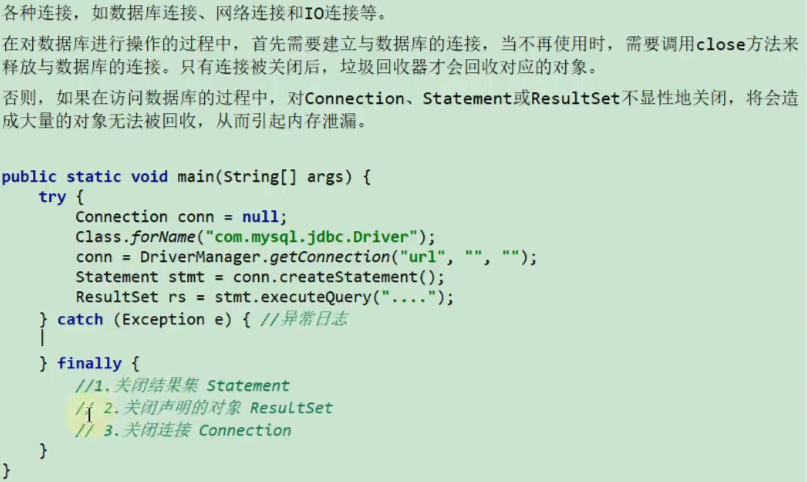 各种连接，如数据库连接、网络连接和IO连接等。
在对数据库进行操作的过程中，首先需要建立与数据库的连接，当不再使用时，需要调用close方法来
释放与数据库的连接。只有连接被关闭后，垃圾回收器才会回收对应的对象。
否则，如果在访问数据库的过程中，对Connection、Statement或ResultSet不显性地关闭，将会造
成大量的对象无法被回收，从而引起内存泄漏。
public static void main(String[] args) {
try {
Connection conn = null;
Class.forName("com.mysql.jdbc.Driver");
conn = DriverManager.getConnection("url", "", "");
Statement stmt = conn.createStatement();
ResultSet rs = stmt.executeQuery("....");
} catch (Exception e) { //异常日志
} finally {
//1.关闭结果集 Statement
// 2.关闭声明的对象 ResultSet
// 3.关闭连接 Connection
}
}